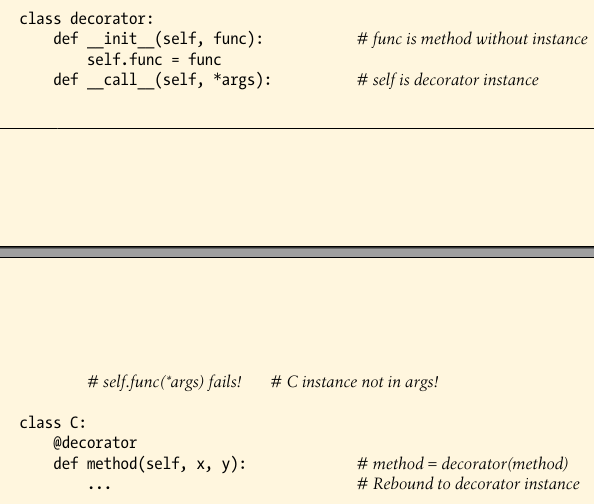 class decorator:
    def __init__(self, func):             # func is method without instance
        self.func = func
    def __call__(self, *args):            # self is decorator instance
        # self.func(*args) fails!    # C instance not in args!
class C:
    @decorator
    def method(self, x, y):               # method = decorator(method)
        ...                               # Rebound to decorator instance